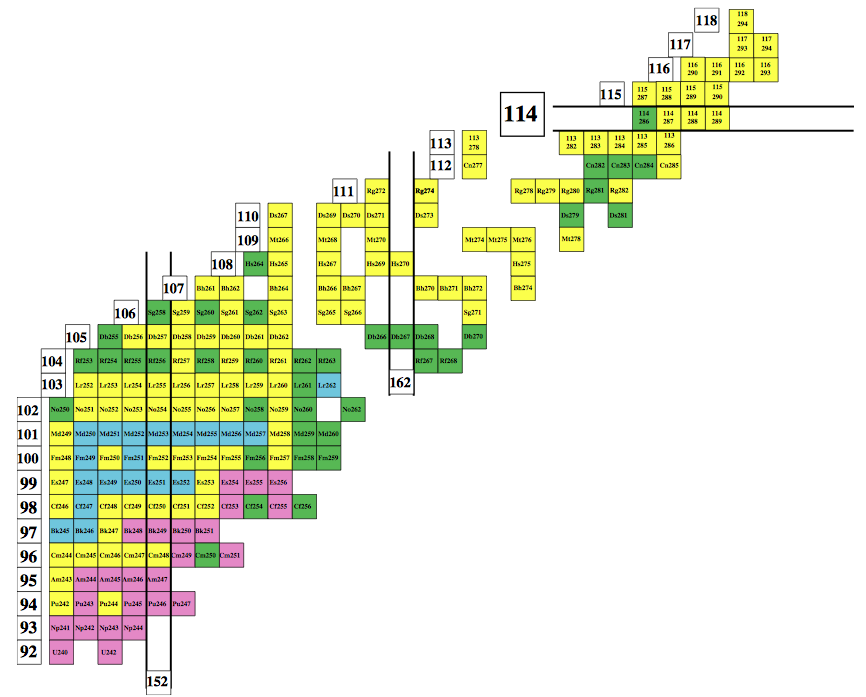 118 118
294
117 117 117
293 294
116 116 116 116 116
290 291 292 293
115 115 115 115 115
287 288 289 290
114 114 114 114 114
286 287 288 289
113 113 113 113 113 113 113
278 282 283 284 285 286
112 Cn277 Cn282 Cn283 Cn284 Cn285
111 Rg272 Rg274 Rg278 Rg279 Rg280 Rg281 Rg282
110 Ds267 Ds269 Ds270 Ds271 Ds273 Ds279 Ds281
109 Mt266 Mt268 Mt270 Mt274 Mt275 Mt276 Mt278
108 Hs264 Hs265 Hs267 Hs269 Hs270 Hs275
107 Bh261 Bh262 Bh264 Bh266 Bh267 Bh270 Bh271 Bh272 Bh274
106 Sg258 Sg259 Sg260 Sg261 Sg262 Sg263 Sg265 Sg266 Sg271
105 Db255 Db256 Db257 Db258 Db259 Db260 Db261 Db262 Db266 Db267 Db268 Db270
104 Rf253 Rf254 Rf255 Rf256 Rf257 Rf258 Rf259 Rf260 Rf261 Rf262 Rf263 Rf267 Rf268
103 Lr252 Lr253 Lr254 Lr255 Lr256 Lr257 Lr258 Lr259 Lr260 Lr261 Lr262 162
102 No250 No251 No252 No253 No254 No255 No256 No257 No258 No259 No260 No262
101 Md249 Md250 Md251 Md252 Md253 Md254 Md255 Md256 Md257 Md258 Md259 Md260
100 Fm248 Fm249 Fm250 Fm251 Fm252 Fm253 Fm254 Fm255 Fm256 Fm257 Fm258 Fm259
99 Es247 Es248 Es249 Es250 Es251 Es252 Es253 Es254 Es255 Es256
98 Cf246 Cf247 Cf248 Cf249 Cf250 Cf251 Cf252 Cf253 Cf254 Cf255 Cf256
97 Bk245 Bk246 Bk247 Bk248 Bk249 Bk250 Bk251
96 Cm244 Cm245 Cm246 Cm247 Cm248 Cm249 Cm250 Cm251
95 Am243 Am244 Am245 Am246 Am247
94 Pu242 Pu243 Pu244 Pu245 Pu246 Pu247
93 Np241 Np242 Np243 Np244
92 U240 U242
152